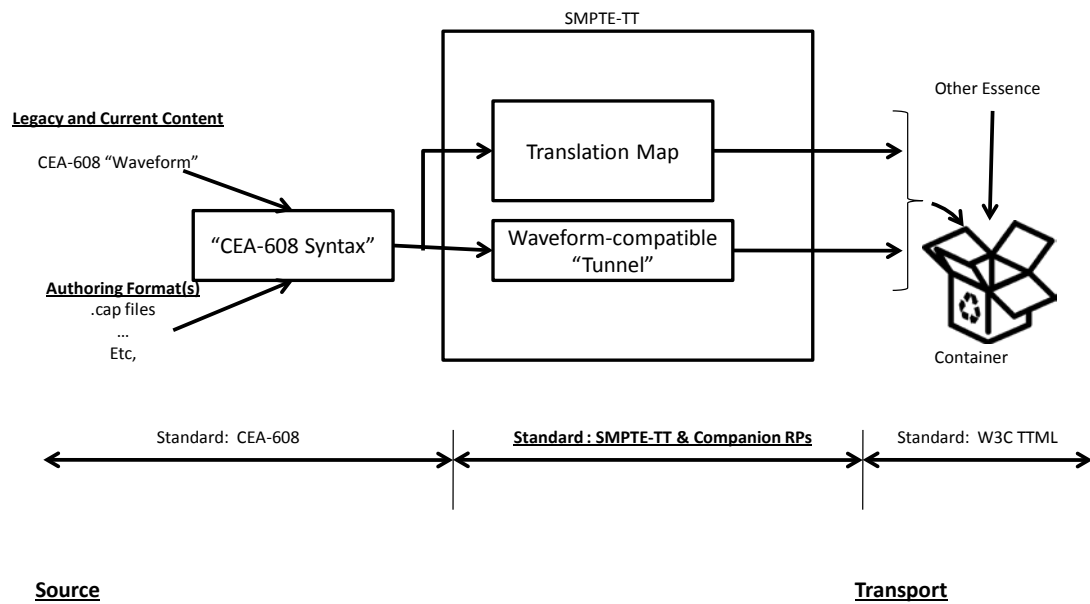 SMPTE-TT
Other Essence
Legacy and Current Content
CEA-608 “Waveform”
Translation Map
“CEA-608 Syntax”
Waveform-compatible
“Tunnel”
Authoring Format(s)
.cap files
...
Etc,
Container
Standard: CEA-608
Standard : SMPTE-TT & Companion RPs
Standard: W3C TTML
Source
Transport